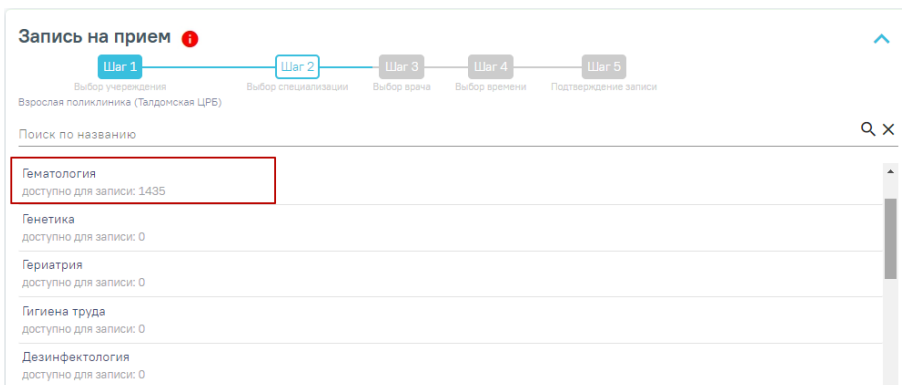 Запись на прием
Шаг 1 Шаг 2 Шаг 3 Шаг 4 Шаг 5
Выбор учереждения Выбор специализации Выбор врача Выбор времени Подтверждение записи
Взрослая поликлиника (Талдомская ЦРБ)
Поиск по названию
Гематология
доступно для записи: 1435
Генетика
доступно для записи: 0
Гериатрия
доступно для записи: 0
Гигиена труда
доступно для записи: 0
Дезинфектология
доступно для записи: 0